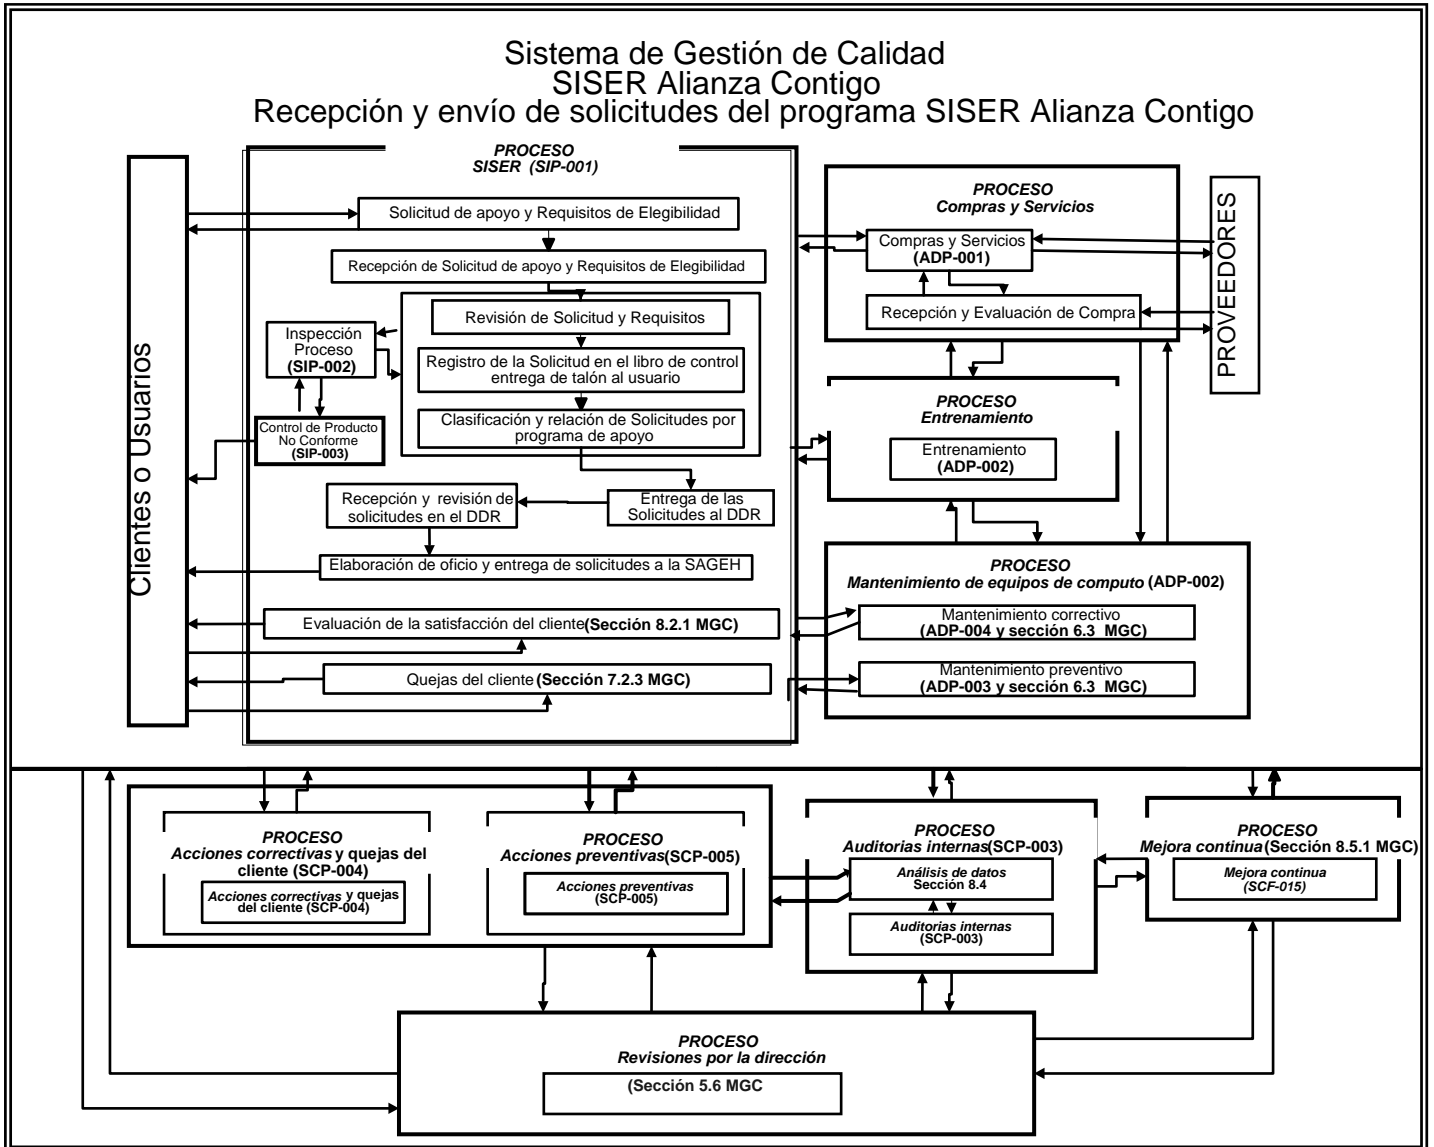 Sistema de Gestión de Calidad
SISER Alianza Contigo
Recepción y envío de solicitudes del programa SISER Alianza Contigo
Clientes o Usuarios
PROCESO
SISER (SIP-001)
Solicitud de apoyo y Requisitos de Elegibilidad
Recepción de Solicitud de apoyo y Requisitos de Elegibilidad
Revisión de Solicitud y Requisitos
Registro de la Solicitud en el libro de control
entrega de talón al usuario
Clasificación y relación de Solicitudes por
programa de apoyo
Inspección
Proceso
(SIP-002)
Control de Producto
No Conforme
(SIP-003)
Entrega de las
Solicitudes al DDR
Recepción y revisión de
solicitudes en el DDR
Elaboración de oficio y entrega de solicitudes a la SAGEH
Evaluación de la satisfacción del cliente(Sección 8.2.1 MGC)
Quejas del cliente (Sección 7.2.3 MGC)
PROCESO
Compras y Servicios
Compras y Servicios
(ADP-001)
Recepción y Evaluación de Compra
PROVEEDORES
PROCESO
Entrenamiento
Entrenamiento
(ADP-002)
PROCESO
Mantenimiento de equipos de computo (ADP-002)
Mantenimiento correctivo
(ADP-004 y sección 6.3 MGC)
Mantenimiento preventivo
(ADP-003 y sección 6.3 MGC)
PROCESO
Acciones correctivas y quejas del
cliente (SCP-004)
Acciones correctivas y quejas
del cliente (SCP-004)
PROCESO
Acciones preventivas(SCP-005)
Acciones preventivas
(SCP-005)
PROCESO
Auditorias internas(SCP-003)
Análisis de datos
Sección 8.4
Auditorias internas
(SCP-003)
PROCESO
Mejora continua(Sección 8.5.1 MGC)
Mejora continua
(SCF-015)
PROCESO
Revisiones por la dirección
(Sección 5.6 MGC